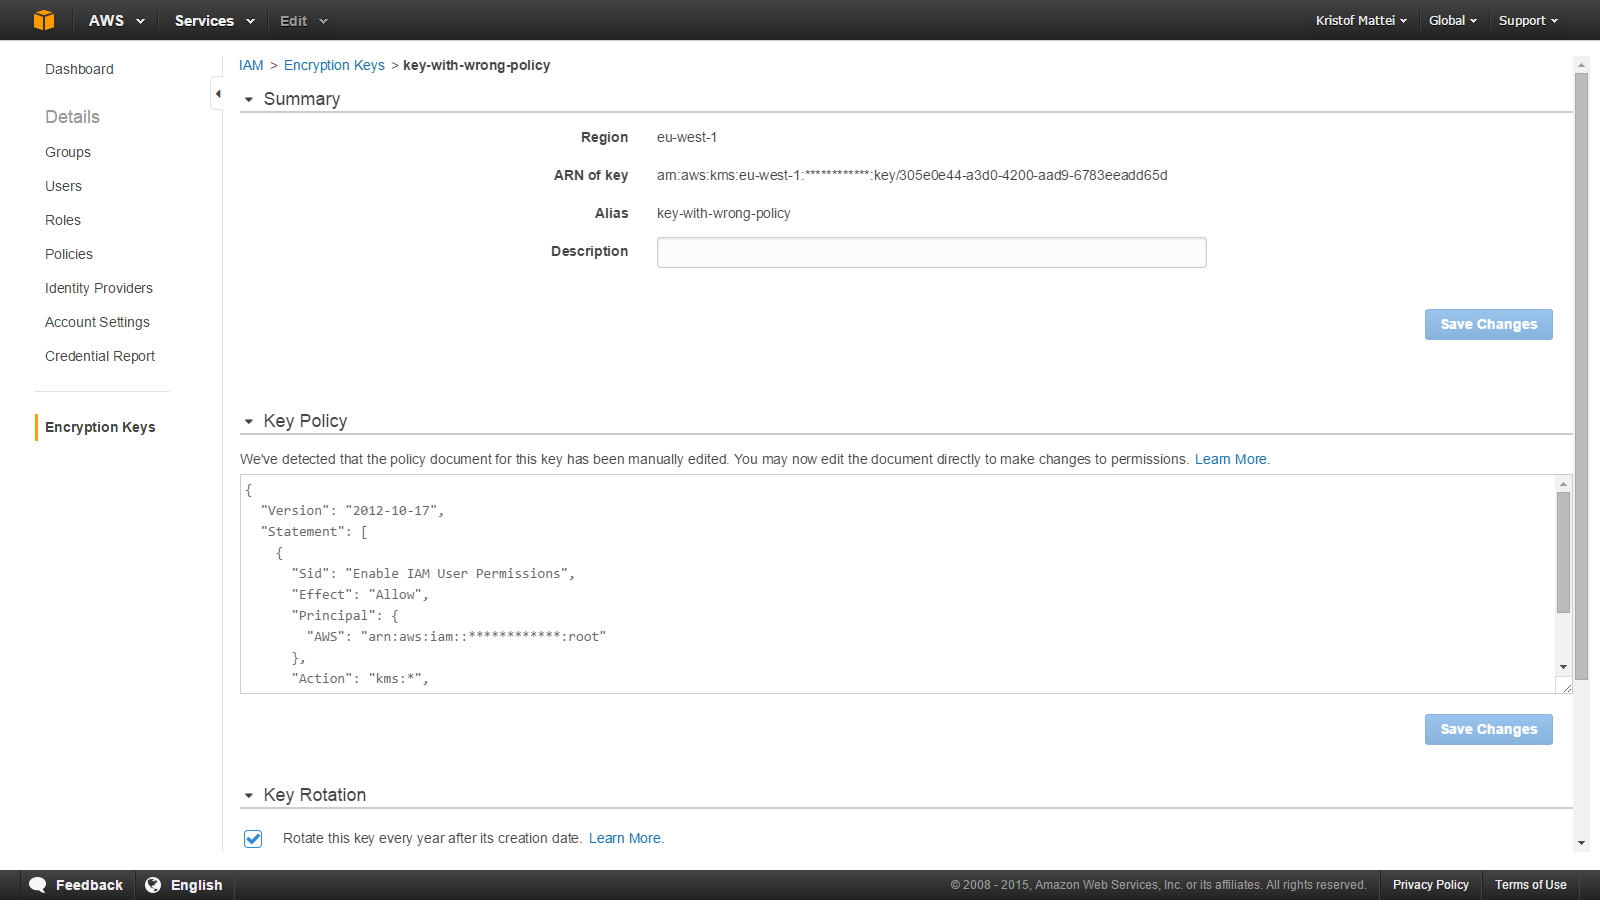 AWS Services Edit Kristof Mattei Global Support
Dashboard
Details
Groups
Users
Roles
Policies
Identity Providers
Account Settings
Credential Report
Encryption Keys
IAM > Encryption Keys > key-with-wrong-policy
Summary
Region eu-west-1
ARN of key arn:aws:kms:eu-west-1:************:key/305e0e44-a3d0-4200-aad9-6783eeadd65d
Alias key-with-wrong-policy
Description
Save Changes
Key Policy
We've detected that the policy document for this key has been manually edited. You may now edit the document directly to make changes to permissions. Learn More.
{
"Version": "2012-10-17",
"Statement": [
{
"Sid": "Enable IAM User Permissions",
"Effect": "Allow",
"Principal": {
"AWS": "arn:aws:iam::************:root"
},
"Action": "kms:*",
Save Changes
Key Rotation
Rotate this key every year after its creation date. Learn More.
Feedback English © 2008 - 2015, Amazon Web Services, Inc. or its affiliates. All rights reserved. Privacy Policy Terms of Use